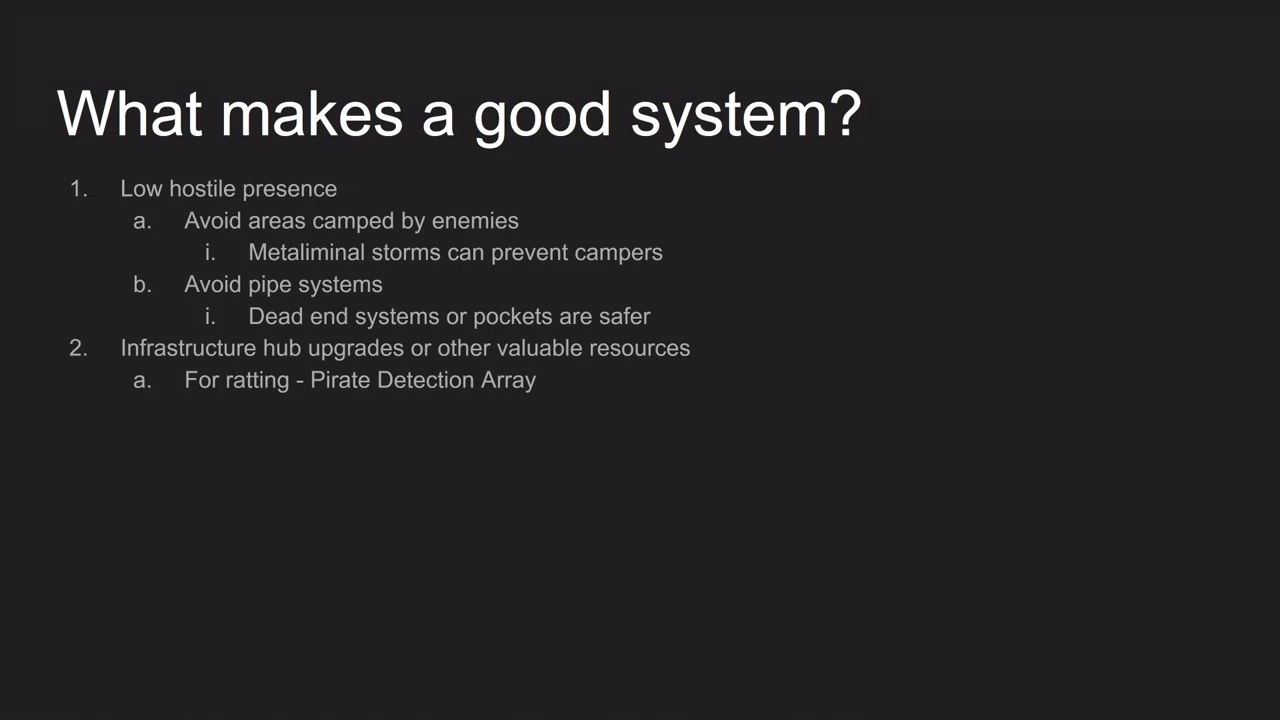 What makes a good system?
1. Low hostile presence
a. Avoid areas camped by enemies
i. Metaliminal storms can prevent campers
b. Avoid pipe systems
i. Dead end systems or pockets are safer
2. Infrastructure hub upgrades or other valuable resources
a. For ratting - Pirate Detection Array